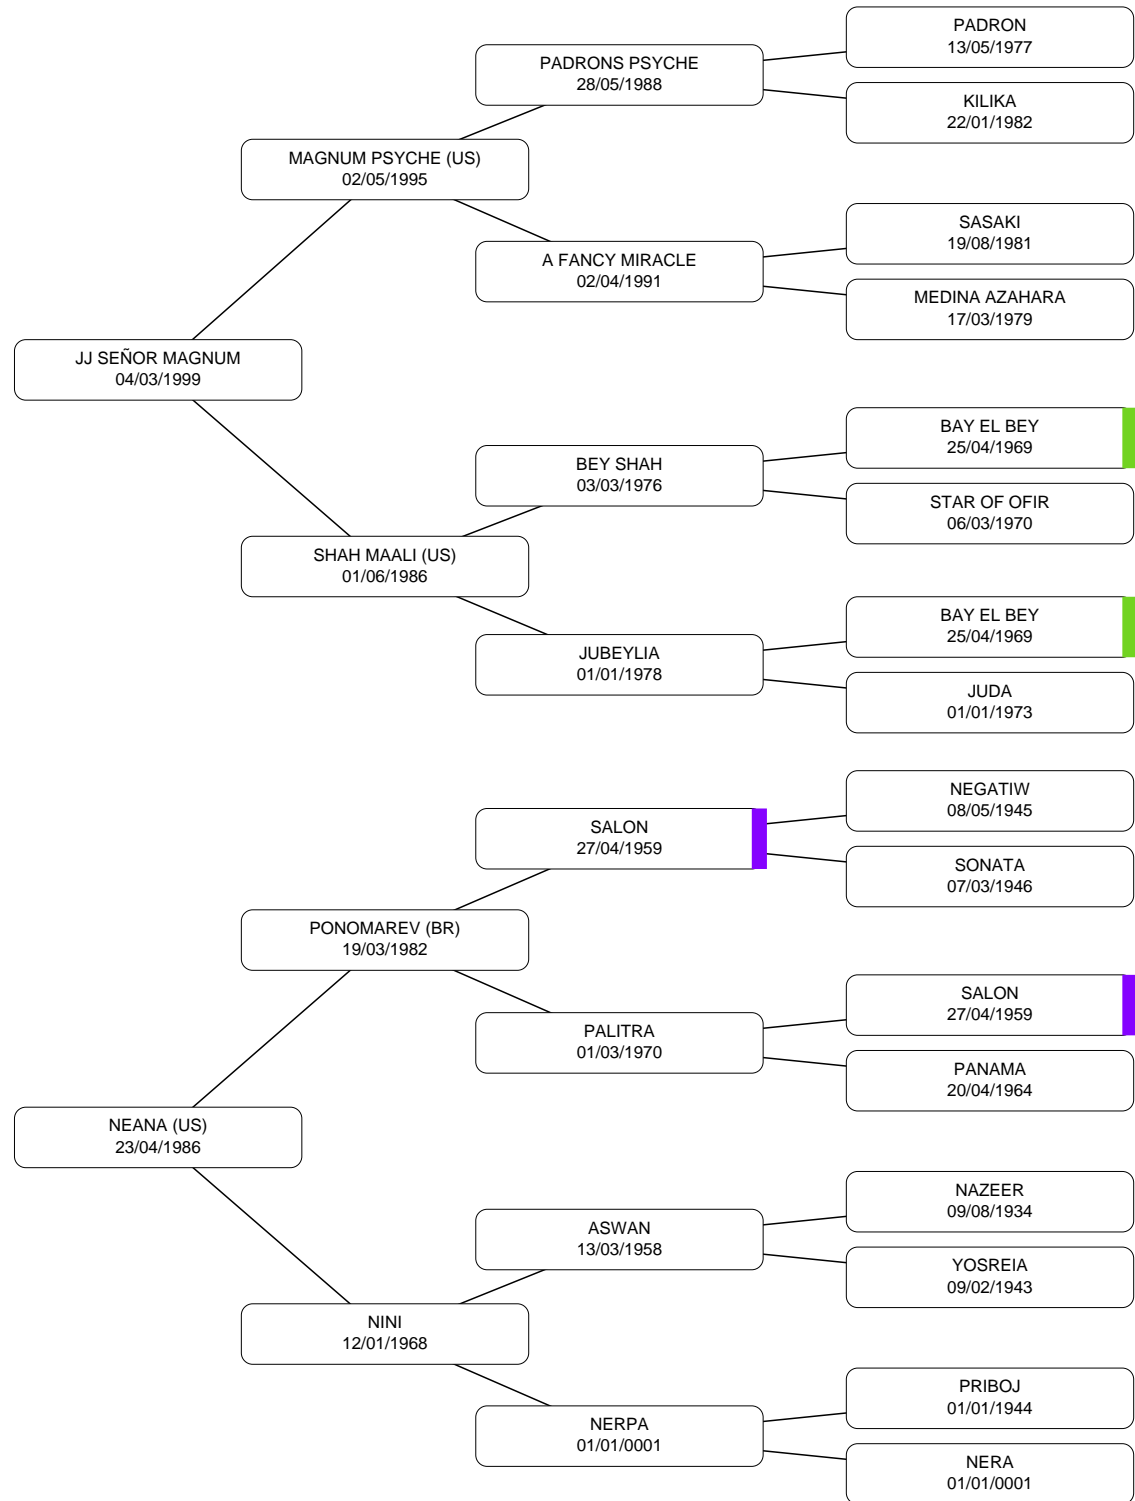 PADRON
13/05/1977
PADRONS PSYCHE
28/05/1988
KILIKA
22/01/1982
MAGNUM PSYCHE (US)
02/05/1995
SASAKI
19/08/1981
A FANCY MIRACLE
02/04/1991
MEDINA AZAHARA
17/03/1979
JJ SEÑOR MAGNUM
04/03/1999
BAY EL BEY
25/04/1969
BEY SHAH
03/03/1976
STAR OF OFIR
06/03/1970
SHAH MAALI (US)
01/06/1986
BAY EL BEY
25/04/1969
JUBEYLIA
01/01/1978
JUDA
01/01/1973
NEGATIW
08/05/1945
SALON
27/04/1959
SONATA
07/03/1946
PONOMAREV (BR)
19/03/1982
SALON
27/04/1959
PALITRA
01/03/1970
PANAMA
20/04/1964
NEANA (US)
23/04/1986
NAZEER
09/08/1934
ASWAN
13/03/1958
YOSREIA
09/02/1943
NINI
12/01/1968
PRIBOJ
01/01/1944
NERPA
01/01/0001
NERA
01/01/0001